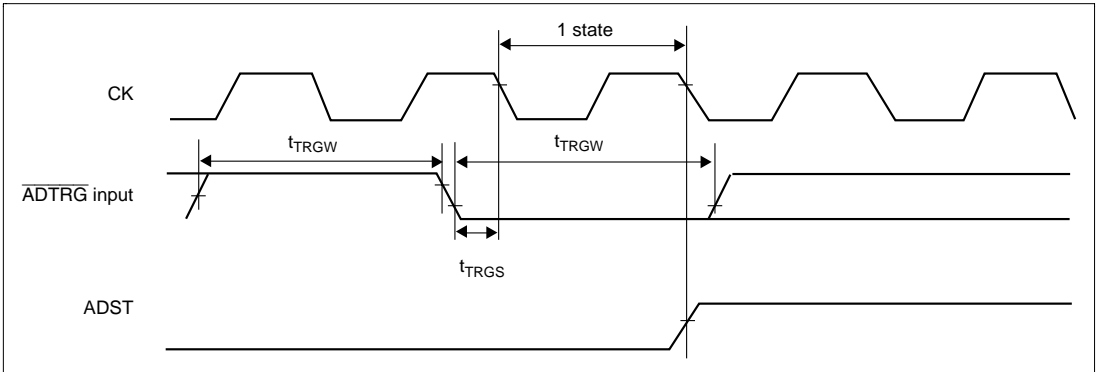 1 state
CK
tTRGW
tTRGW
ADTRG input
tTRGS
ADST